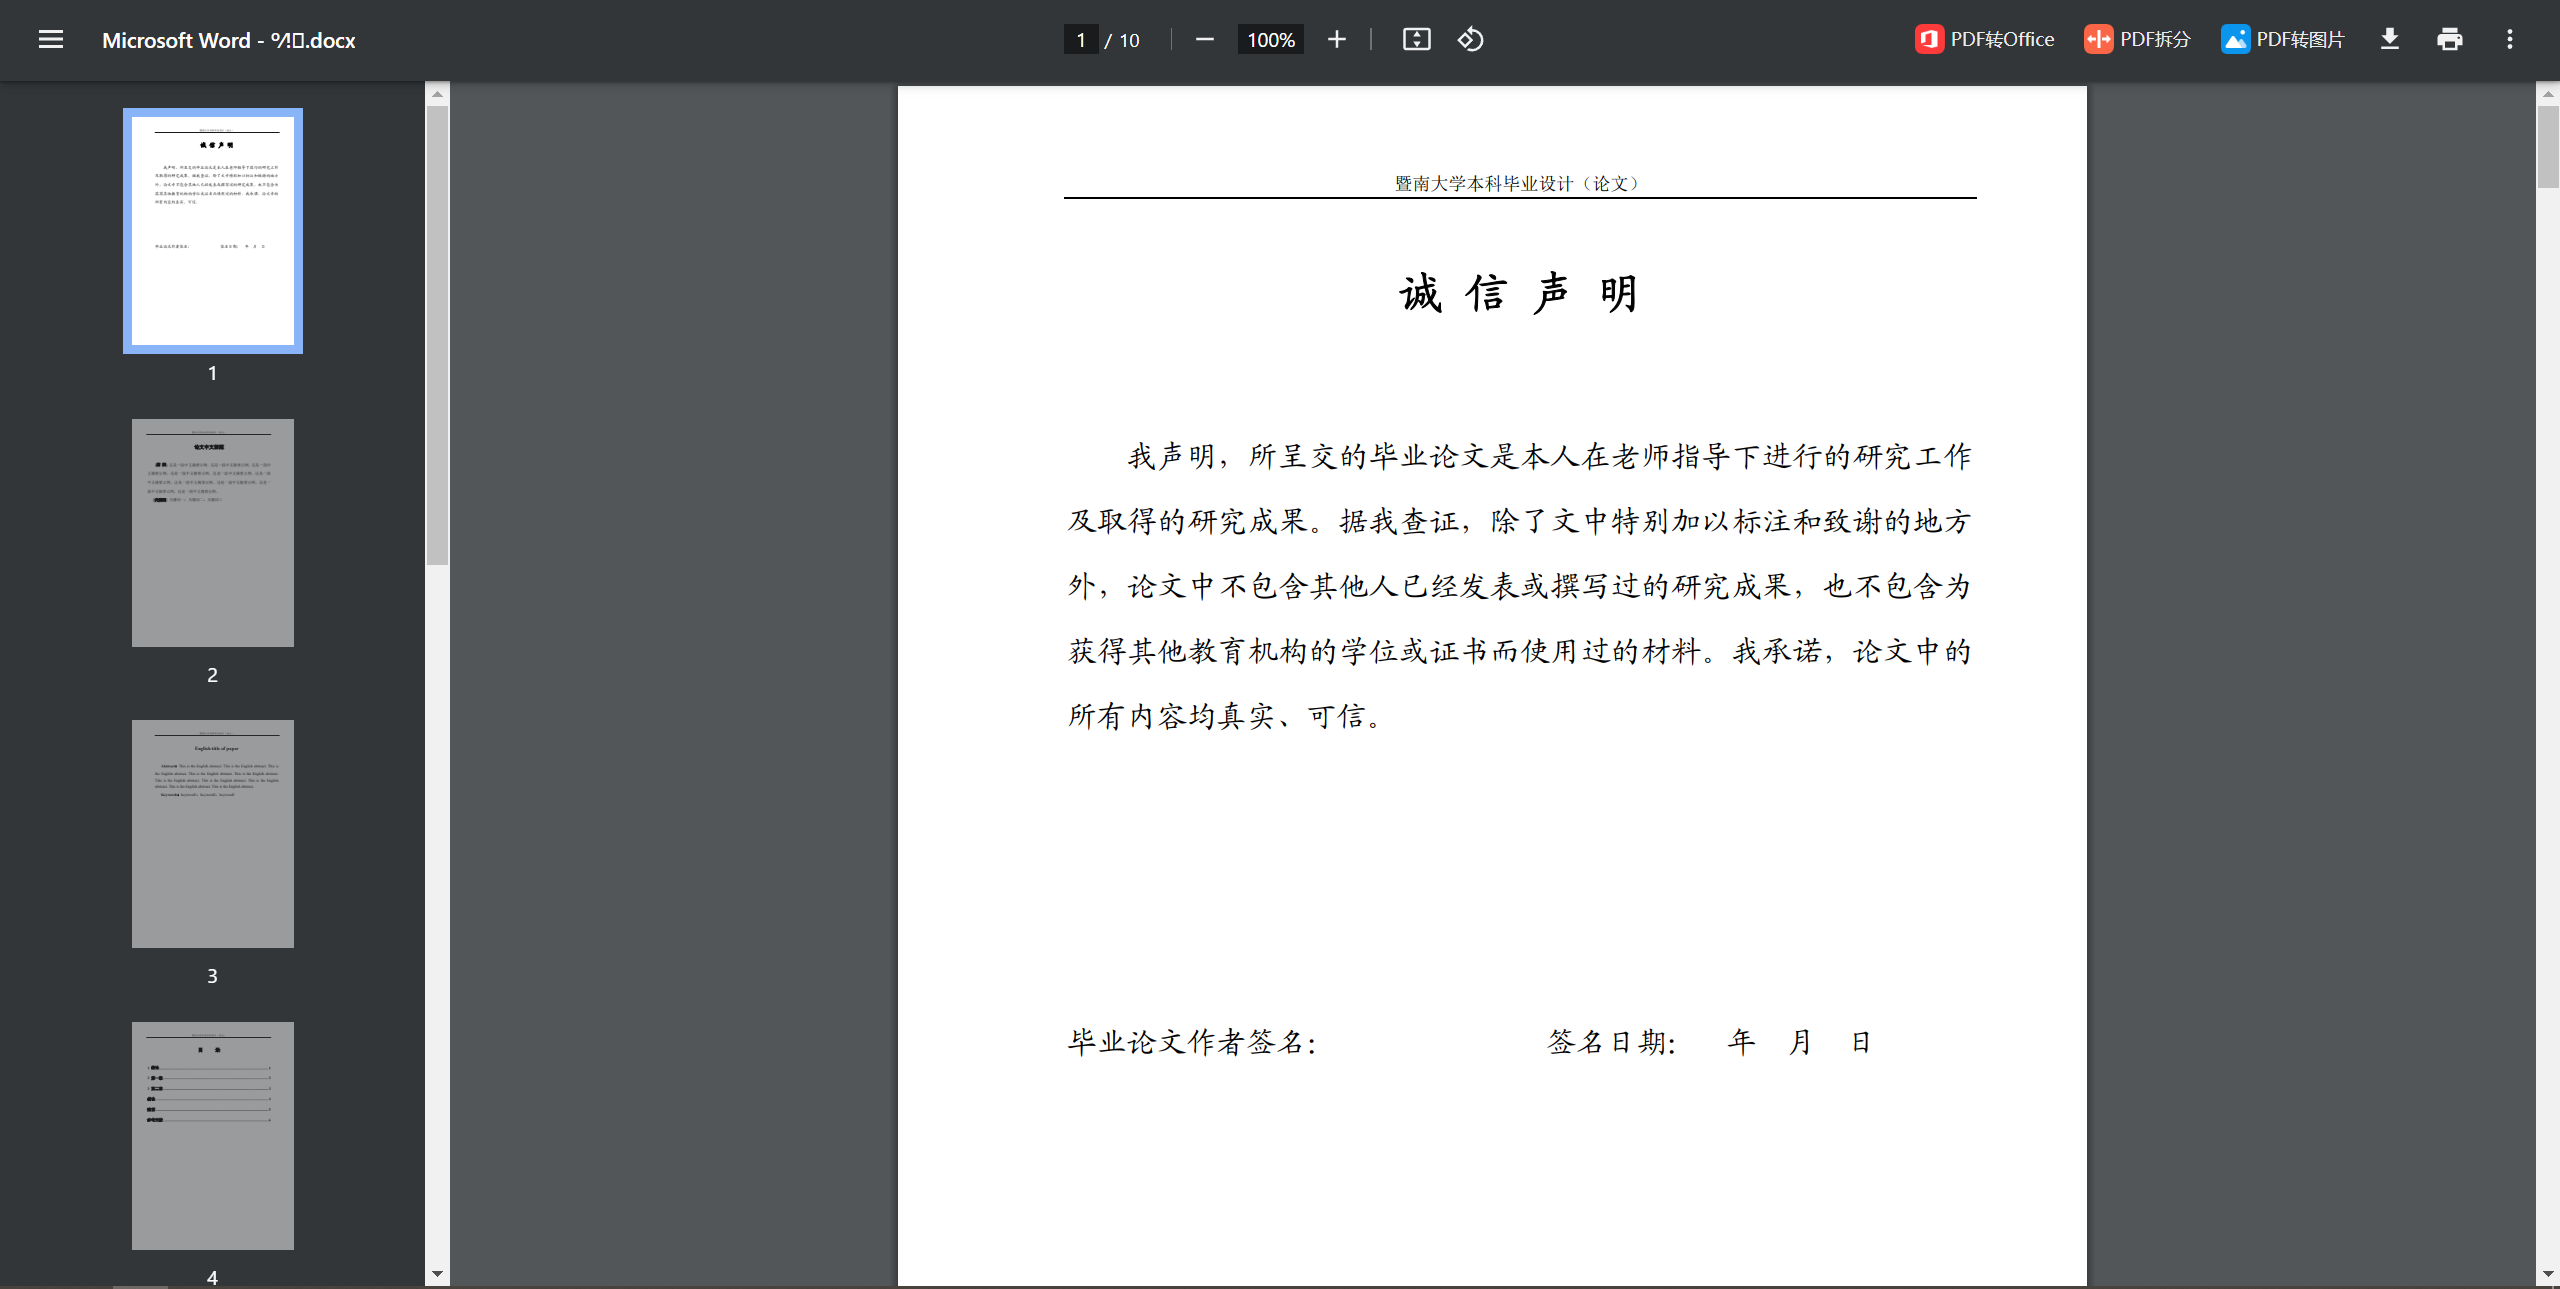 Microsoft Word -
.docx
1 / 10
100%
PDF转Office
PDF拆分
PDF转图片
1
2
English title of paper
3
目 录
4
暨南大学本科毕业设计（论文）
诚 信 声 明
我声明，所呈交的毕业论文是本人在老师指导下进行的研究工作
及取得的研究成果。据我查证，除了文中特别加以标注和致谢的地方
外，论文中不包含其他人已经发表或撰写过的研究成果，也不包含为
获得其他教育机构的学位或证书而使用过的材料。我承诺，论文中的
所有内容均真实、可信。
毕业论文作者签名： 签名日期： 年 月 日